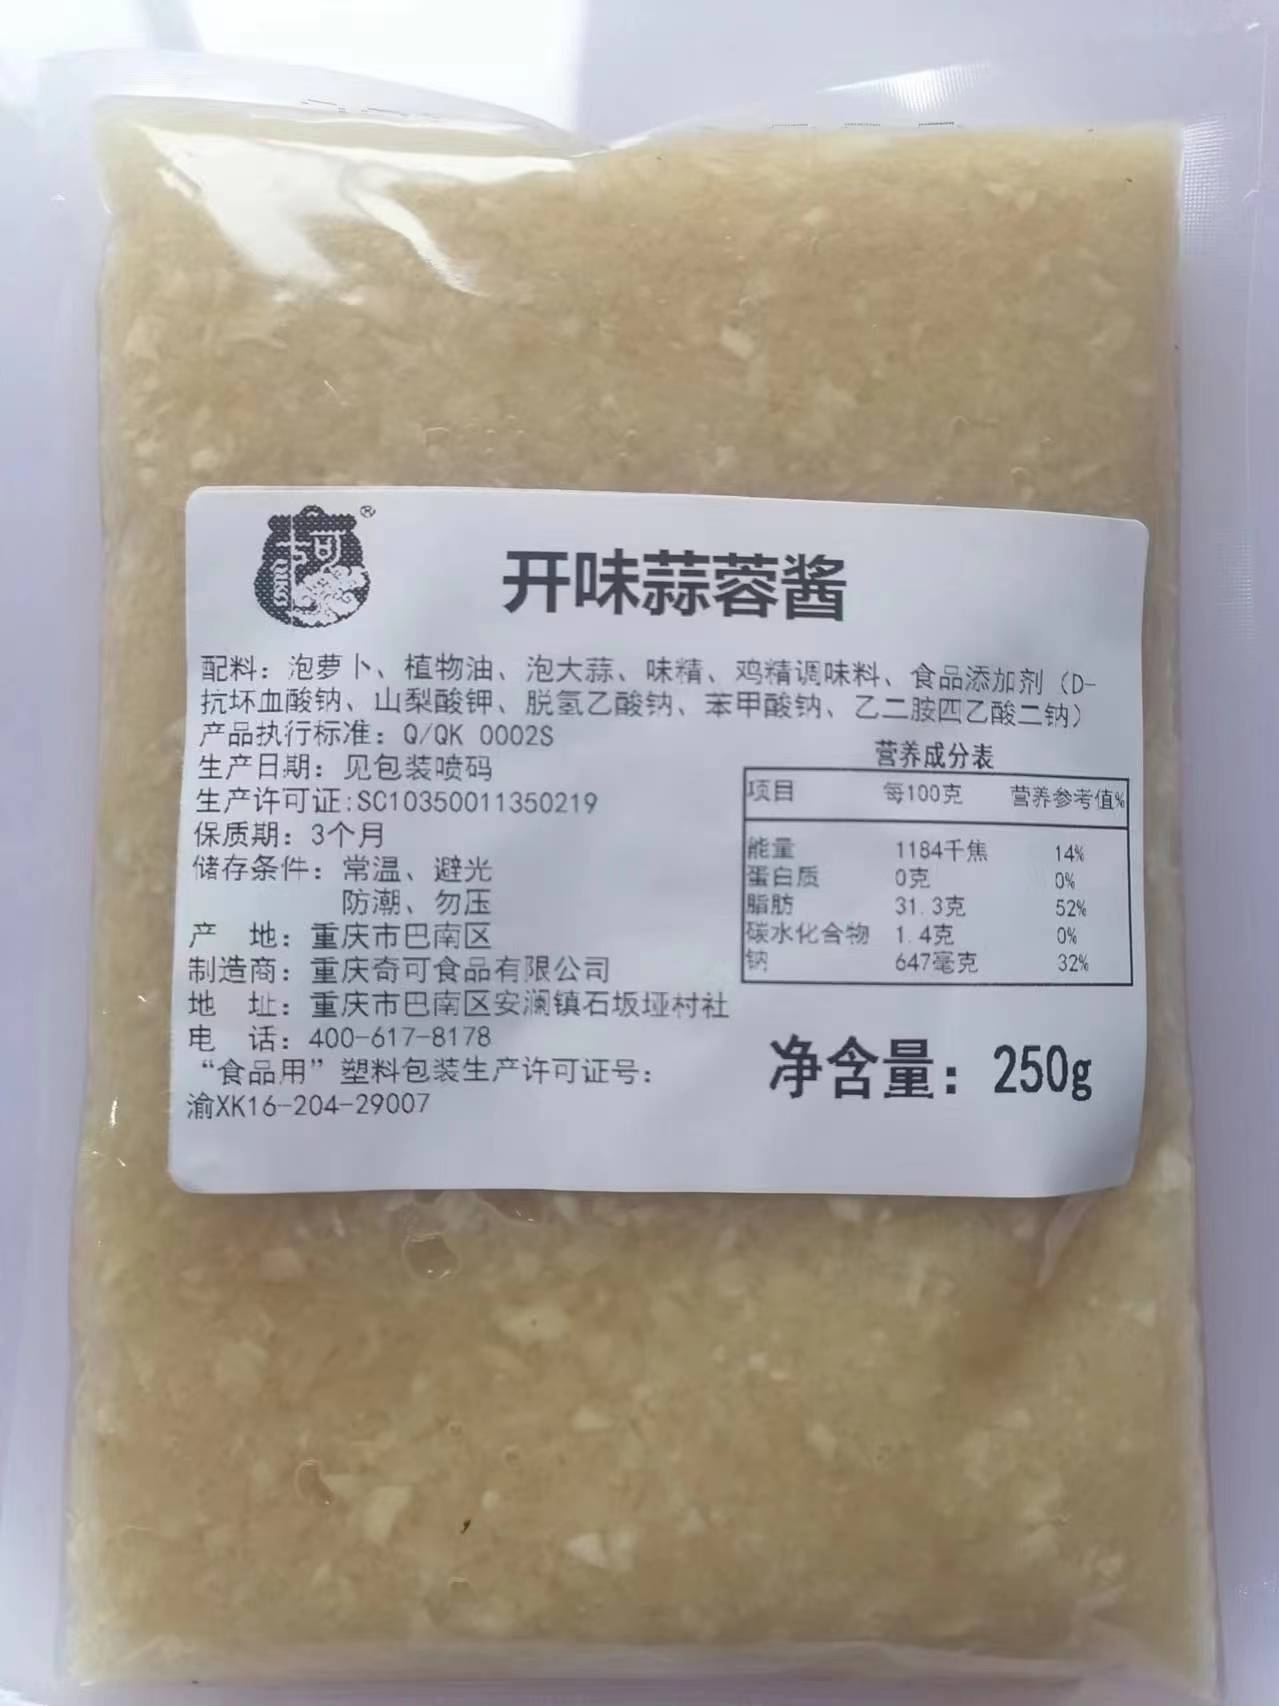 ®
奇可
开味蒜蓉酱
配料：泡萝卜、植物油、泡大蒜、味精、鸡精调味料、食品添加剂（D-
抗坏血酸钠、山梨酸钾、脱氢乙酸钠、苯甲酸钠、乙二胺四乙酸二钠）
产品执行标准：Q/QK 0002S
生产日期：见包装喷码
生产许可证:SC10350011350219
保质期：3个月
储存条件：常温、避光
防潮、勿压
产 地：重庆市巴南区
制造商：重庆奇可食品有限公司
地 址：重庆市巴南区安澜镇石坂垭村社
电 话：400-617-8178
“食品用”塑料包装生产许可证号：
渝XK16-204-29007
营养成分表
项目 每100克 营养参考值%
能量 1184千焦 14%
蛋白质 0克 0%
脂肪 31.3克 52%
碳水化合物 1.4克 0%
钠 647毫克 32%
净含量：250g